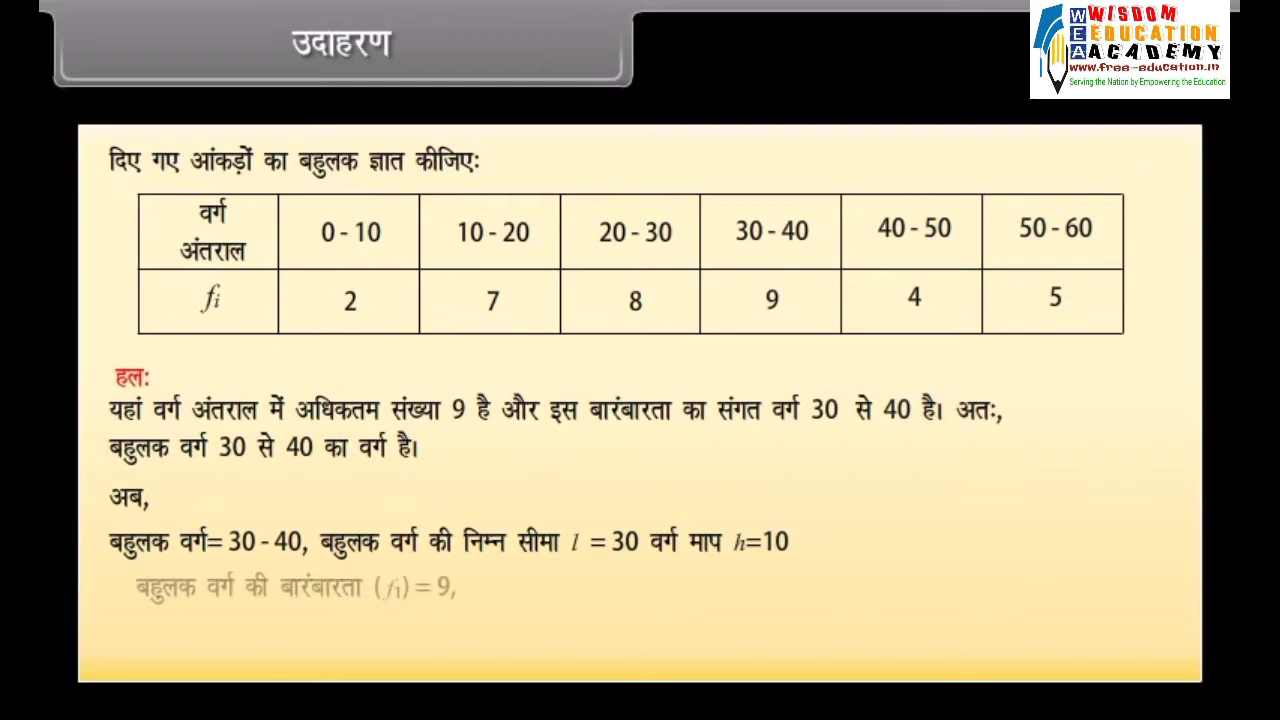 उदाहरण
WEA
WISDOM
EDUCATION
ACADEMY
www.free-education.in
Serving the Nation by Empowering the Education
दिए गए आंकड़ों का बहुलक ज्ञात कीजिए:
वर्ग अंतराल 0 - 10 10 - 20 20 - 30 30 - 40 40 - 50 50 - 60
fi 2 7 8 9 4 5
हल:
यहां वर्ग अंतराल में अधिकतम संख्या 9 है और इस बारंबारता का संगत वर्ग 30 से 40 है। अतः,
बहुलक वर्ग 30 से 40 का वर्ग है।
अब,
बहुलक वर्ग= 30 - 40, बहुलक वर्ग की निम्न सीमा l = 30 वर्ग माप h=10
बहुलक वर्ग की बारंबारता (f1) = 9,